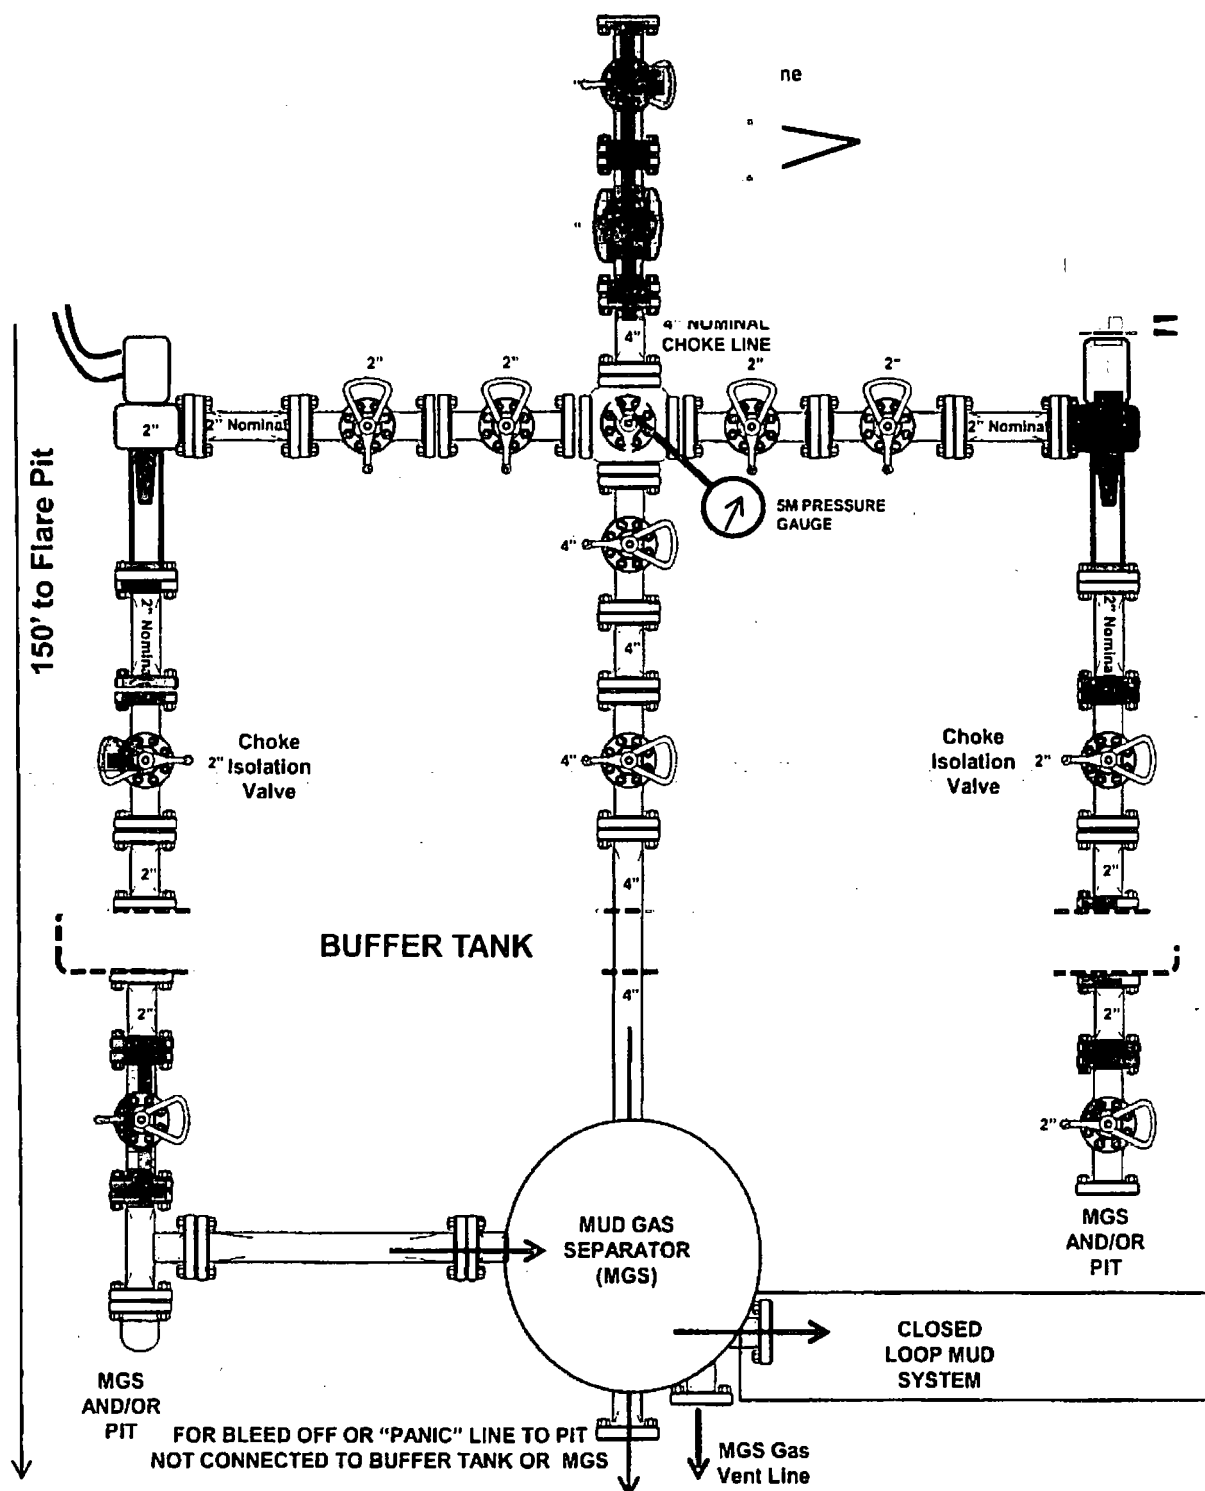 ne
4" NOMINAL
CHOKE LINE
4"
2"
2"
2"
2"
2"
2" Nominal
2" Nominal
5M PRESSURE
GAUGE
4"
150' to Flare Pit
2" Nominal
2" Nominal
4"
Choke
Isolation
Valve
2"
4"
Choke
Isolation
Valve
2"
2"
4"
2"
BUFFER TANK
4"
2"
2"
2"
MUD GAS
SEPARATOR
(MGS)
MGS
AND/OR
PIT
CLOSED
LOOP MUD
SYSTEM
MGS
AND/OR
PIT
FOR BLEED OFF OR “PANIC” LINE TO PIT
NOT CONNECTED TO BUFFER TANK OR MGS
MGS Gas
Vent Line